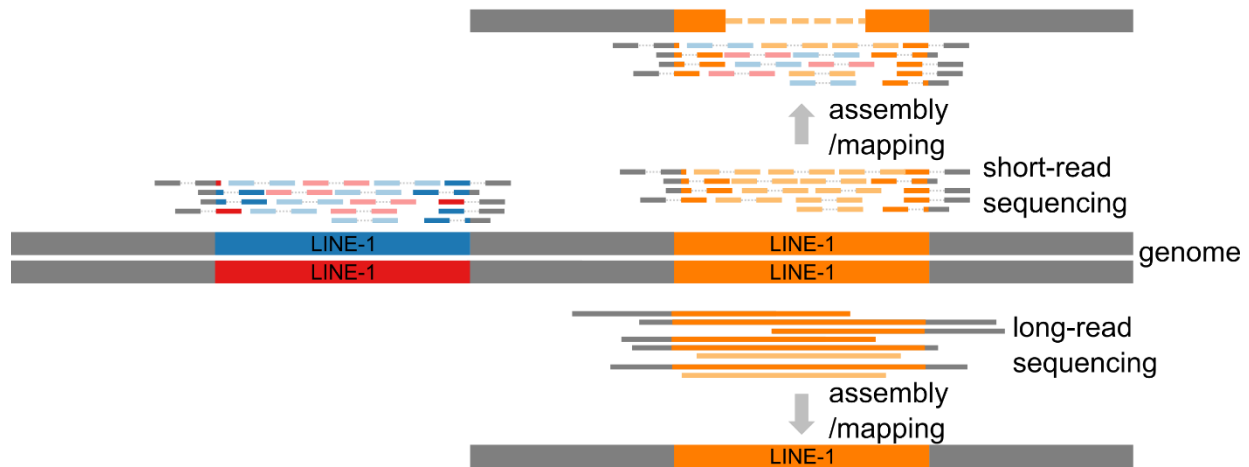 assembly
/mapping
short-read
sequencing
LINE-1
LINE-1
genome
LINE-1
LINE-1
long-read
sequencing
assembly
/mapping
LINE-1